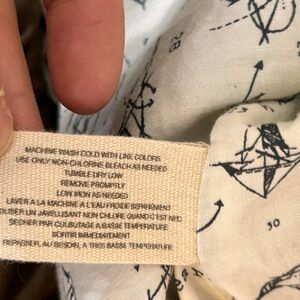 MACHINE WASH COLD WITH LIKE COLORS.
USE ONLY NON-CHLORINE BLEACH AS NEEDED
TUMBLE DRY LOW
REMOVE PROMPTLY
LOW IRON AS NEEDED
LAVER A LA MACHINE A L'EAU FROIDE SEPAREMENT
UN JAVELLISANT NON CHLORE QUAND C'EST NEC
SECHER PAR CULBUTAGE A BASSE TEMPERATURE
SORTIR IMMEDIATEMENT
REPASSER, AU BESOIN, A TRES BASSE TEMPERATURE
28
30